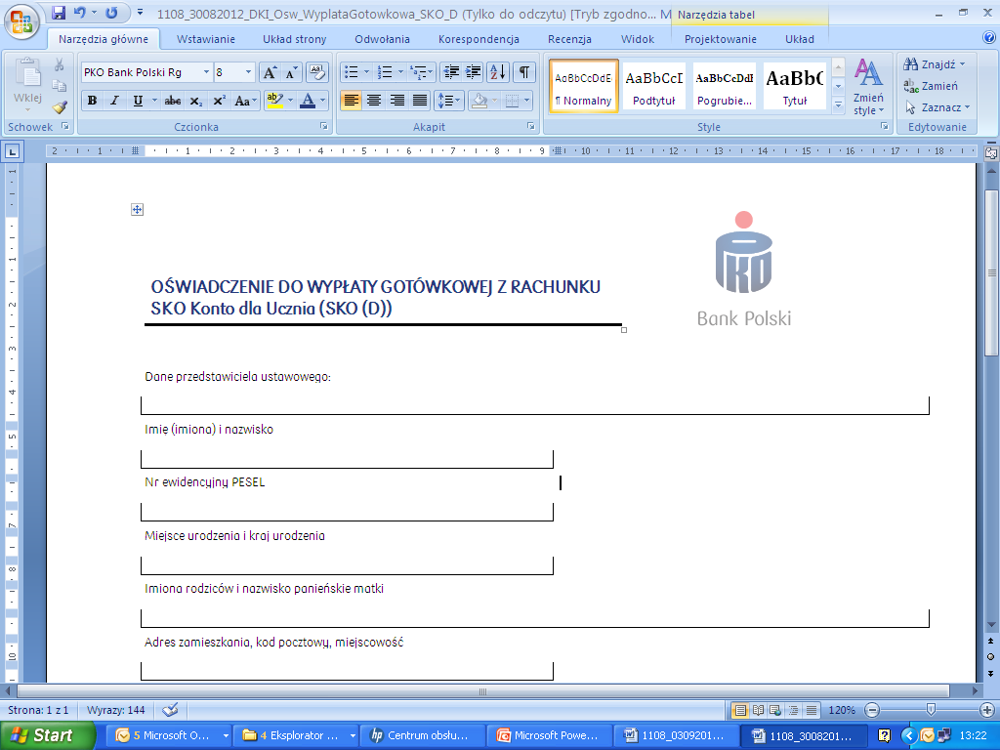 1108_30082012_DKI_Osw_WyplataGotowkowa_SKO_D (Tylko do odczytu) [Tryb zgodno... M
Narzędzia tabel
Narzędzia główne
Wstawianie
Układ strony
Odwołania
Korespondencja
Recenzja
Widok
Projektowanie
Układ
Wklej
PKO Bank Polski Rg
8
AaBbCcDdE
AaBbCcI
AaBbCcDdI
AaBbC
¶ Normalny
Podtytuł
Pogrubie...
Tytuł
Zmień style
Znajdź
Zamień
Zaznacz
Schowek
Czcionka
Akapit
Style
Edytowanie
PKO
Bank Polski
OŚWIADCZENIE DO WYPŁATY GOTÓWKOWEJ Z RACHUNKU
SKO Konto dla Ucznia (SKO (D))
Dane przedstawiciela ustawowego:
Imię (imiona) i nazwisko
Nr ewidencyjny PESEL
Miejsce urodzenia i kraj urodzenia
Imiona rodziców i nazwisko panieńskie matki
Adres zamieszkania, kod pocztowy, miejscowość
Strona: 1 z 1
Wyrazy: 144
120%
Start
5 Microsoft O...
4 Eksplorator ...
Centrum obsłu...
Microsoft Powe...
1108_0309201...
1108_3008201...
13:22